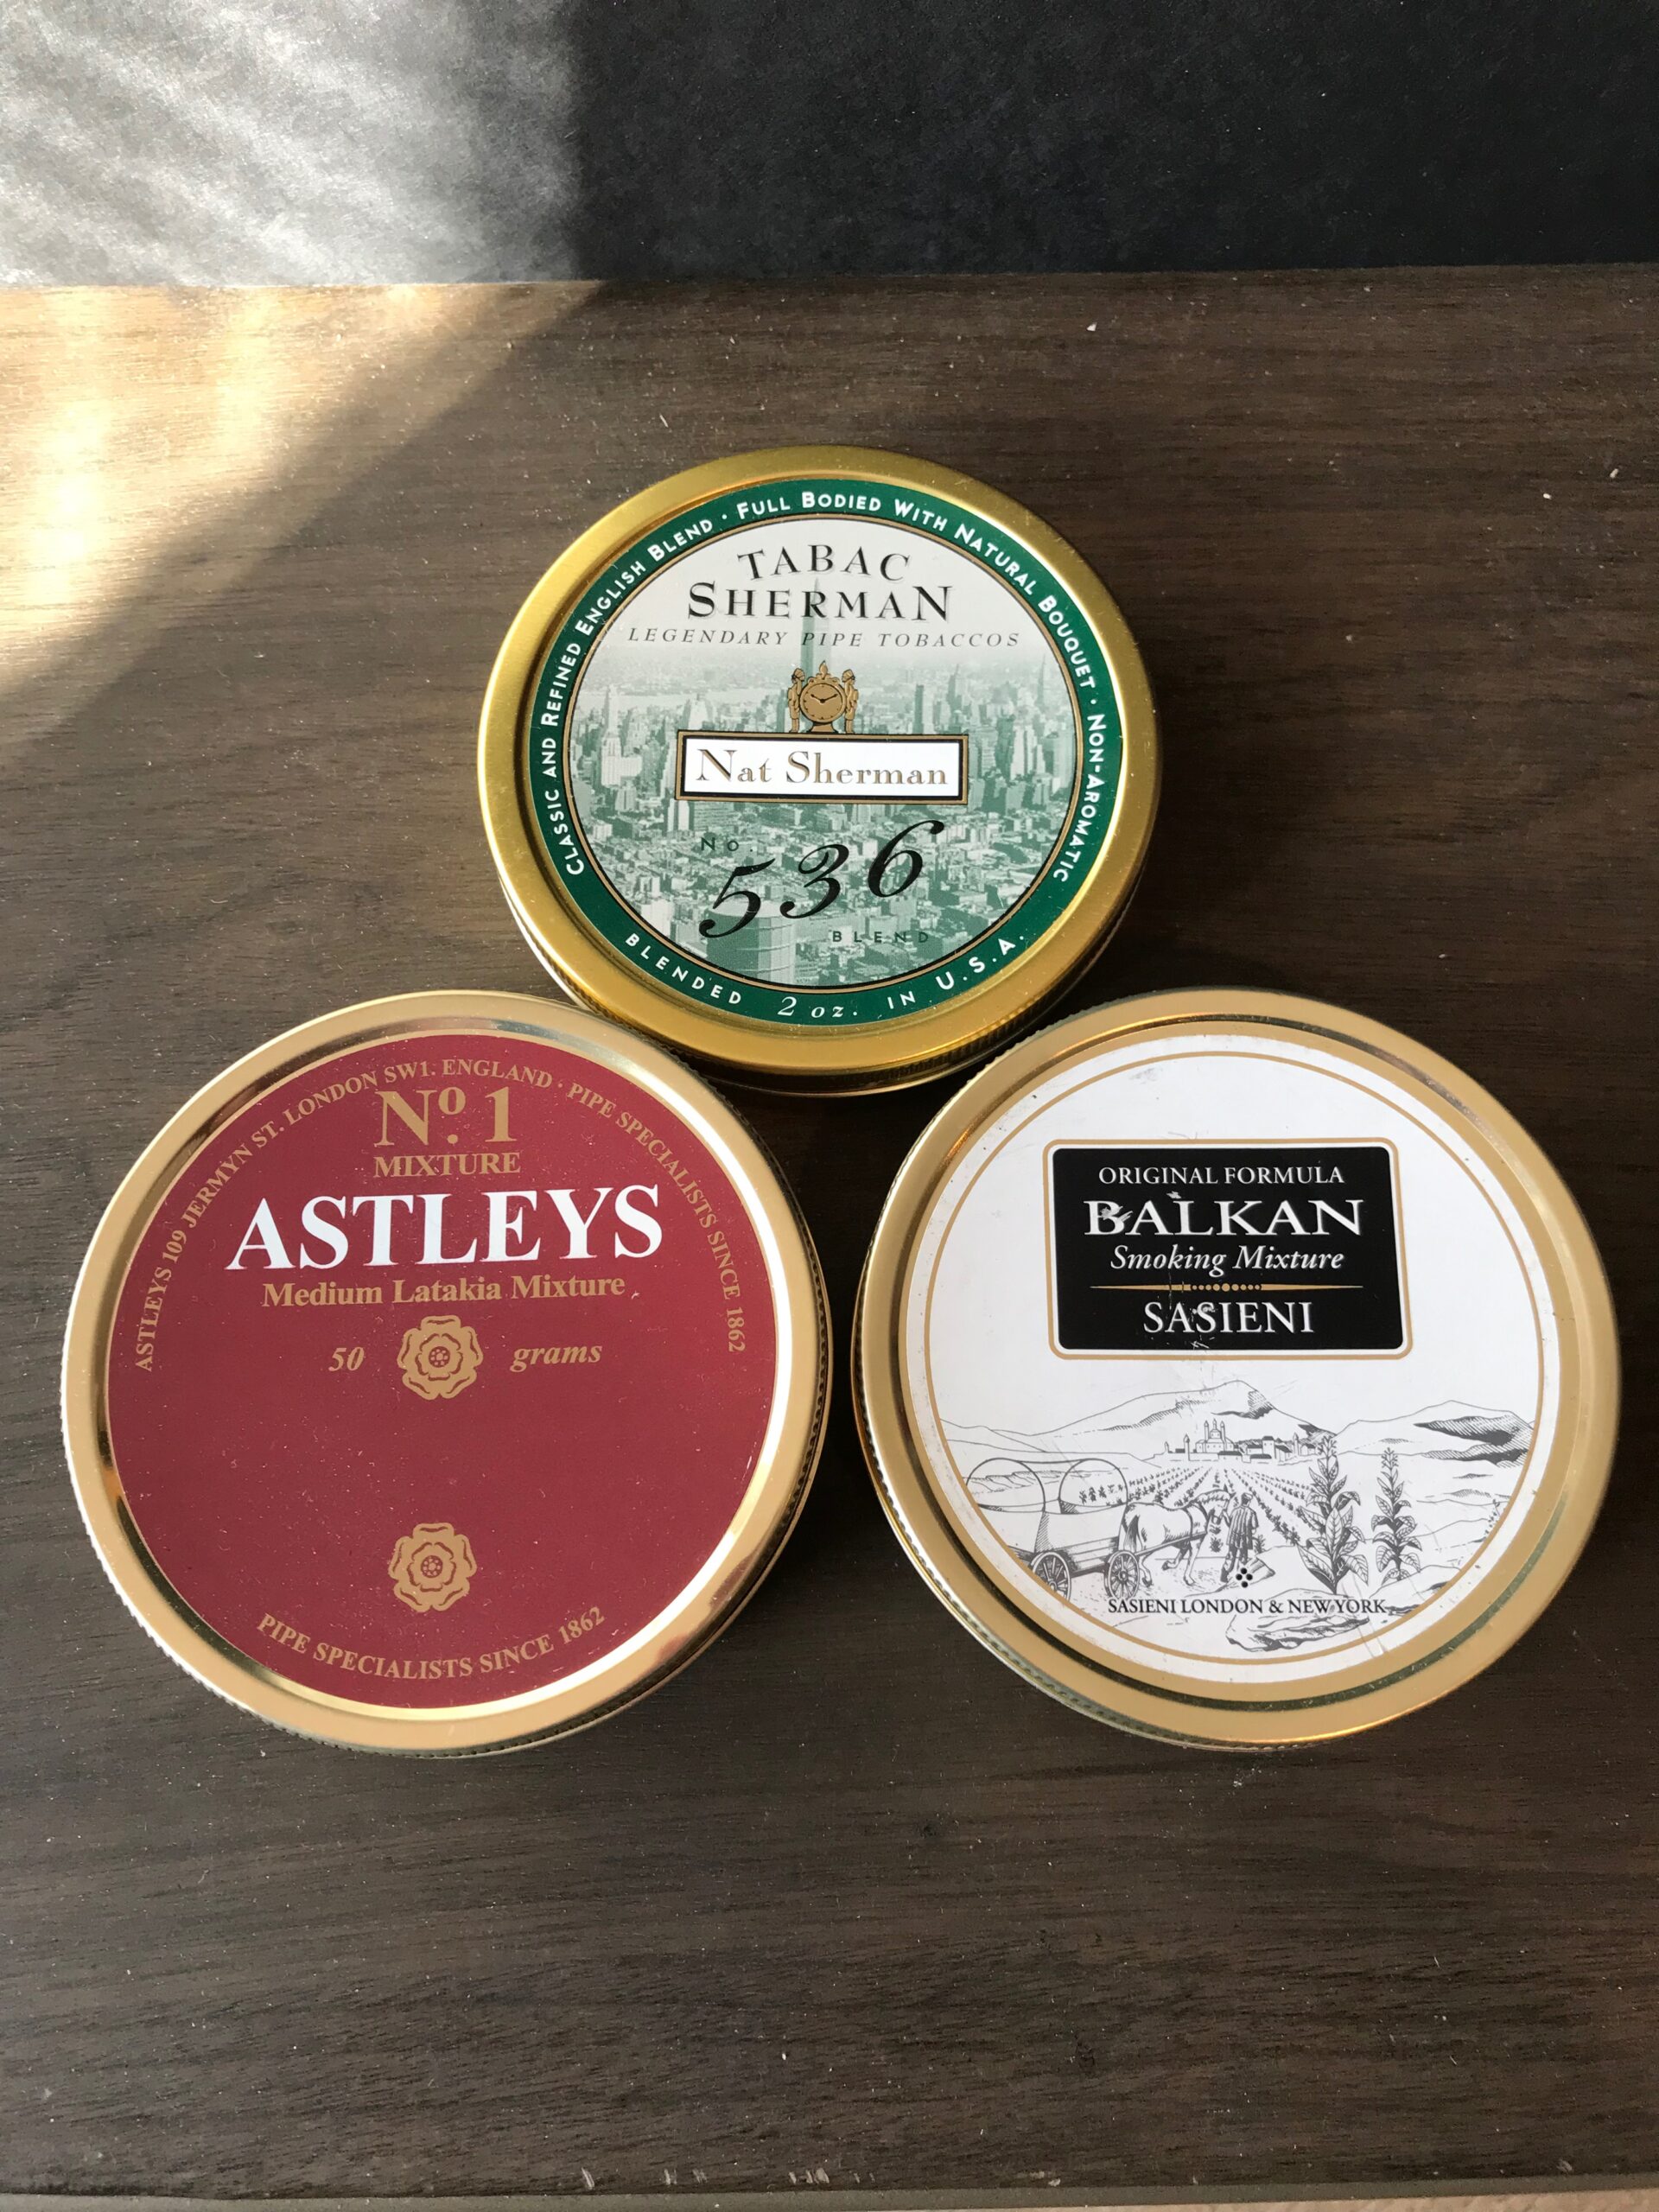 CLASSIC AND REFINED ENGLISH BLEND · FULL BODIED WITH NATURAL BOUQUET · NON-AROMATIC
TABAC
SHERMAN
LEGENDARY PIPE TOBACCOS
Nat Sherman
No.
536
BLEND
BLENDED 2 oz. IN U.S.A.
ASTLEYS 109 JERMYN ST. LONDON SW1. ENGLAND · PIPE SPECIALISTS SINCE 1862
Nº. 1
MIXTURE
ASTLEYS
Medium Latakia Mixture
50 grams
PIPE SPECIALISTS SINCE 1862
ORIGINAL FORMULA
BALKAN
Smoking Mixture
SASIENI
SASIENI LONDON & NEW YORK